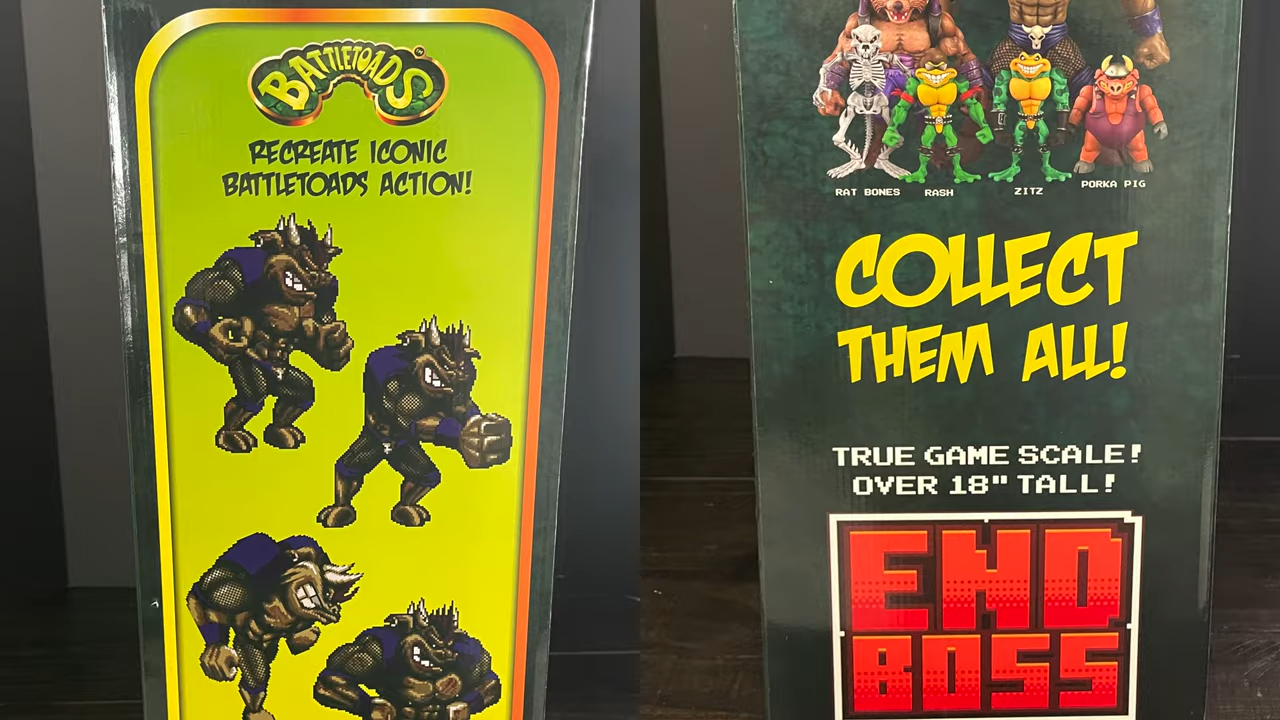 BATTLETOADS
RECREATE ICONIC
BATTLETOADS ACTION!
RAT BONES RASH ZITZ PORKA PIG
COLLECT
THEM ALL!
TRUE GAME SCALE!
OVER 18" TALL!
END
BOSS